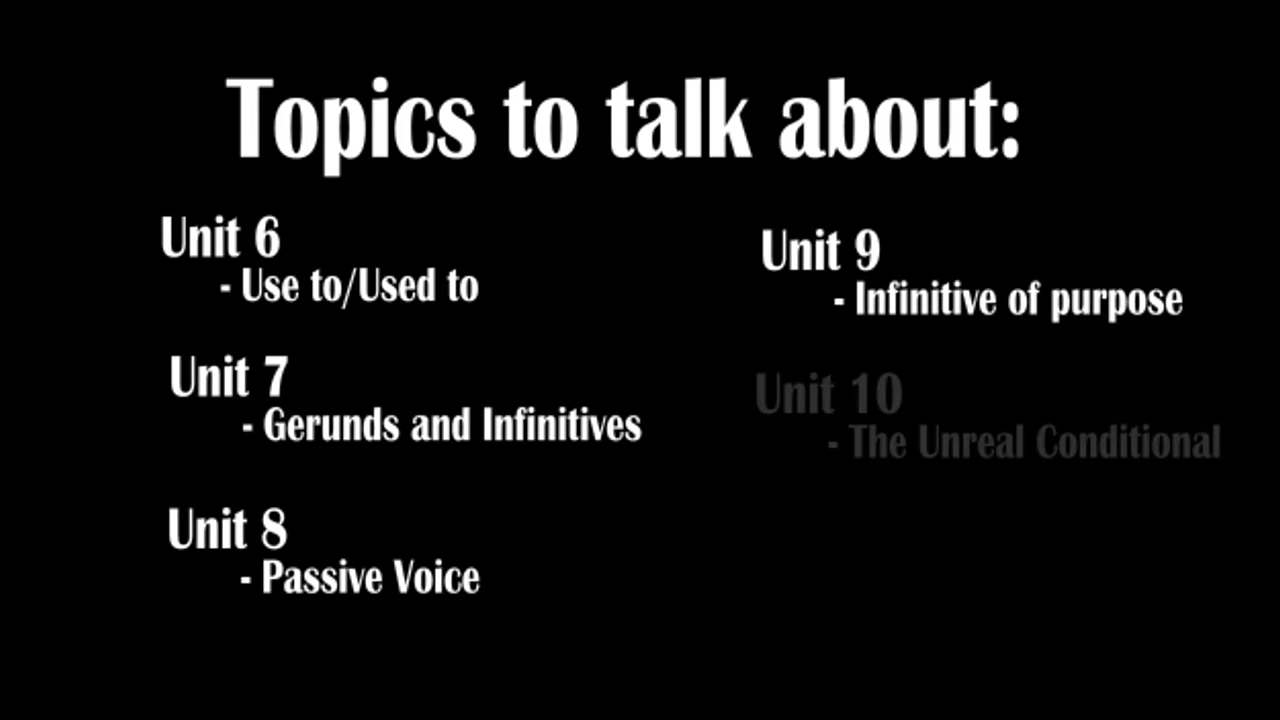 Topics to talk about:
Unit 6
- Use to/Used to
Unit 7
- Gerunds and Infinitives
Unit 8
- Passive Voice
Unit 9
- Infinitive of purpose
Unit 10
- The Unreal Conditional